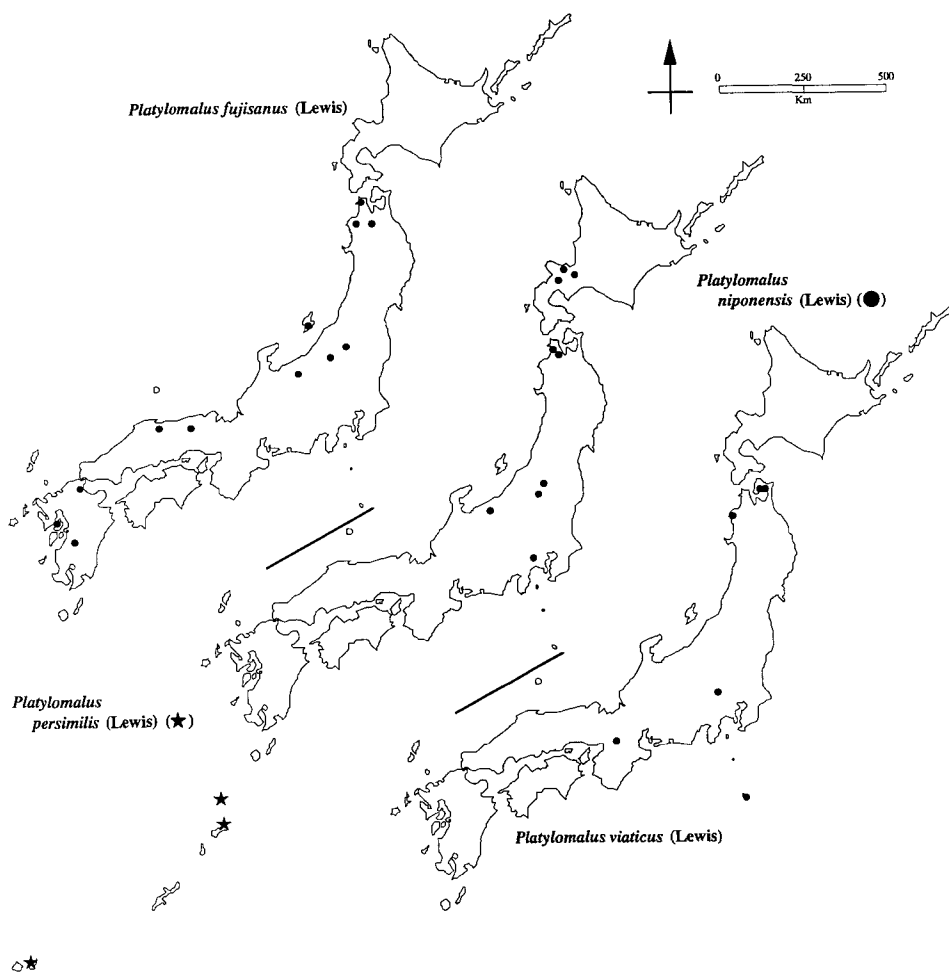 Platylomalus fujisanus (Lewis)
0 250 500
Km
Platylomalus
niponensis (Lewis) (●)
Platylomalus
persimilis (Lewis) (★)
Platylomalus viaticus (Lewis)